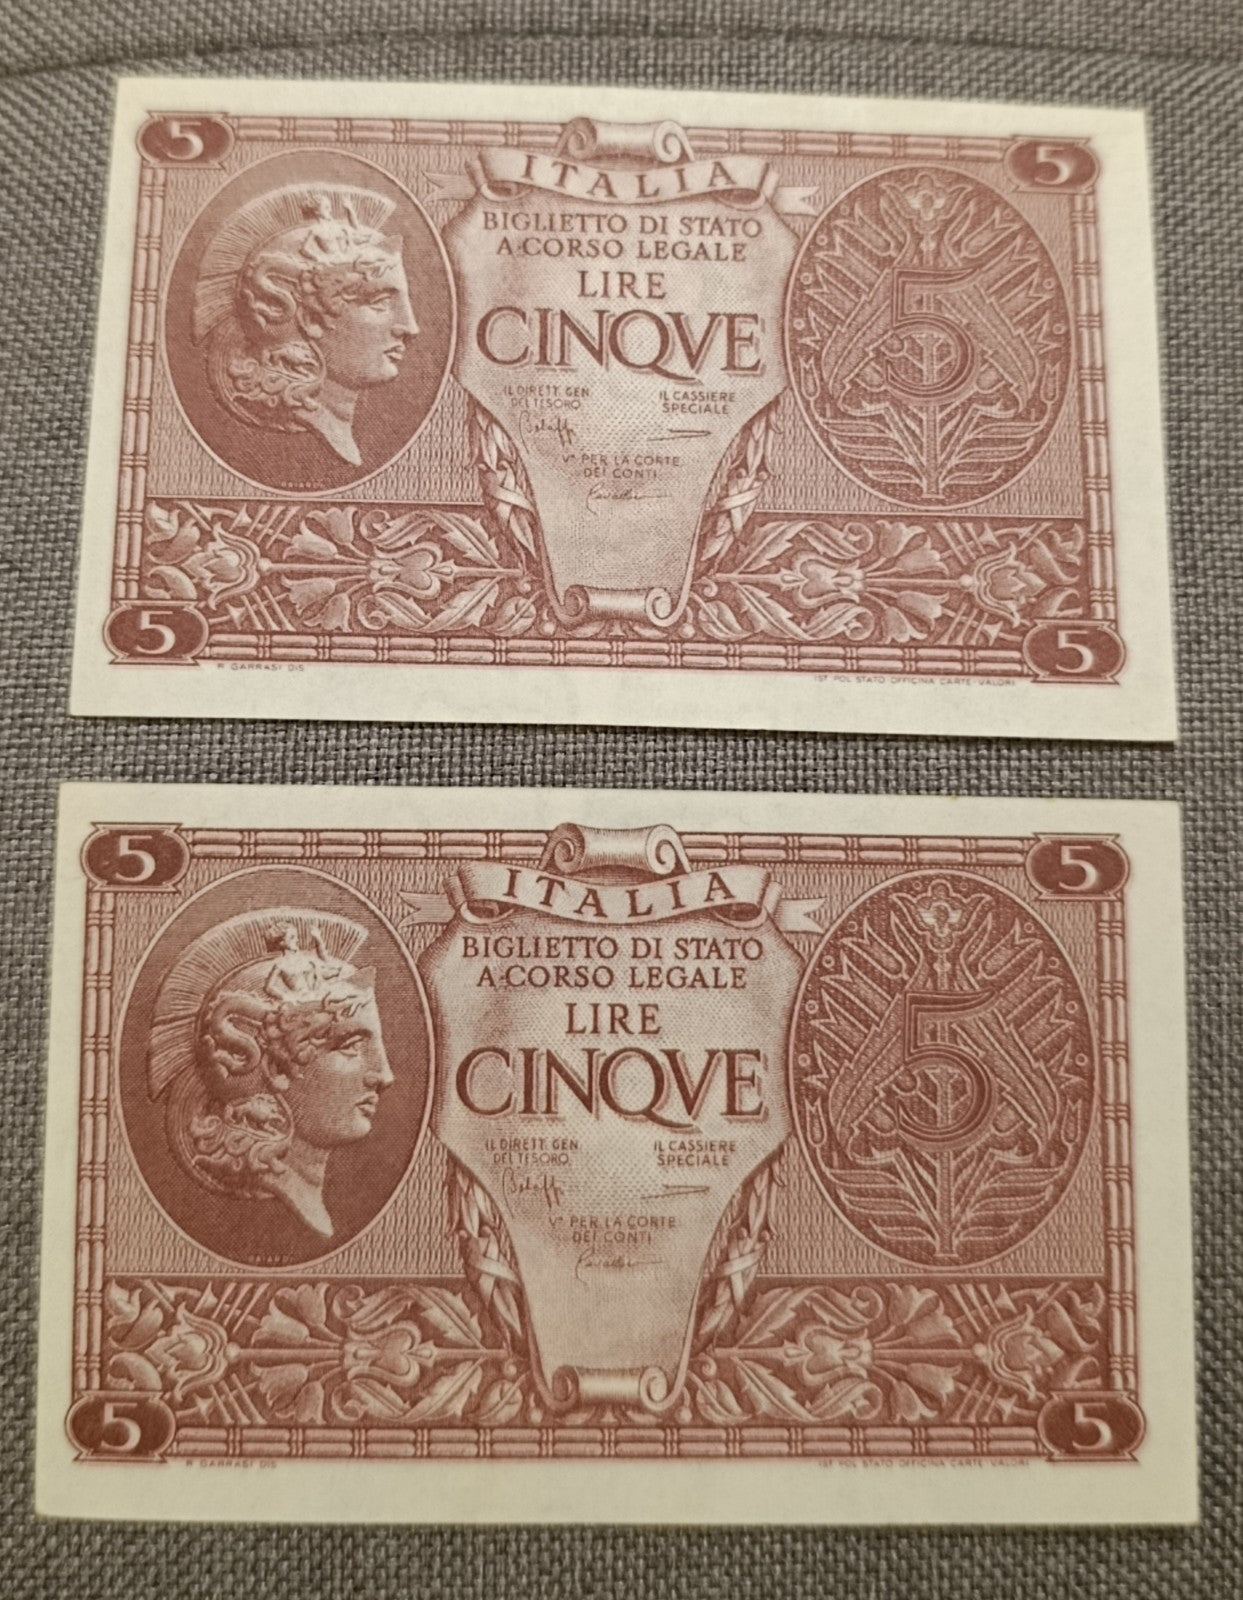 5 5
ITALIA
BIGLIETTO DI STATO
A CORSO LEGALE
LIRE
CINQVE
5
IL DIRETT. GEN. DEL TESORO
IL CASSIERE SPECIALE
Vº PER LA CORTE
DEI CONTI
Cavallari
5 5
R GARRASI DIS
IST POL STATO OFFICINA CARTE-VALORI
5 5
ITALIA
BIGLIETTO DI STATO
A CORSO LEGALE
LIRE
CINQVE
5
IL DIRETT. GEN. DEL TESORO
IL CASSIERE SPECIALE
Vº PER LA CORTE
DEI CONTI
Cavallari
5 5
R GARRASI DIS
IST POL STATO OFFICINA CARTE-VALORI